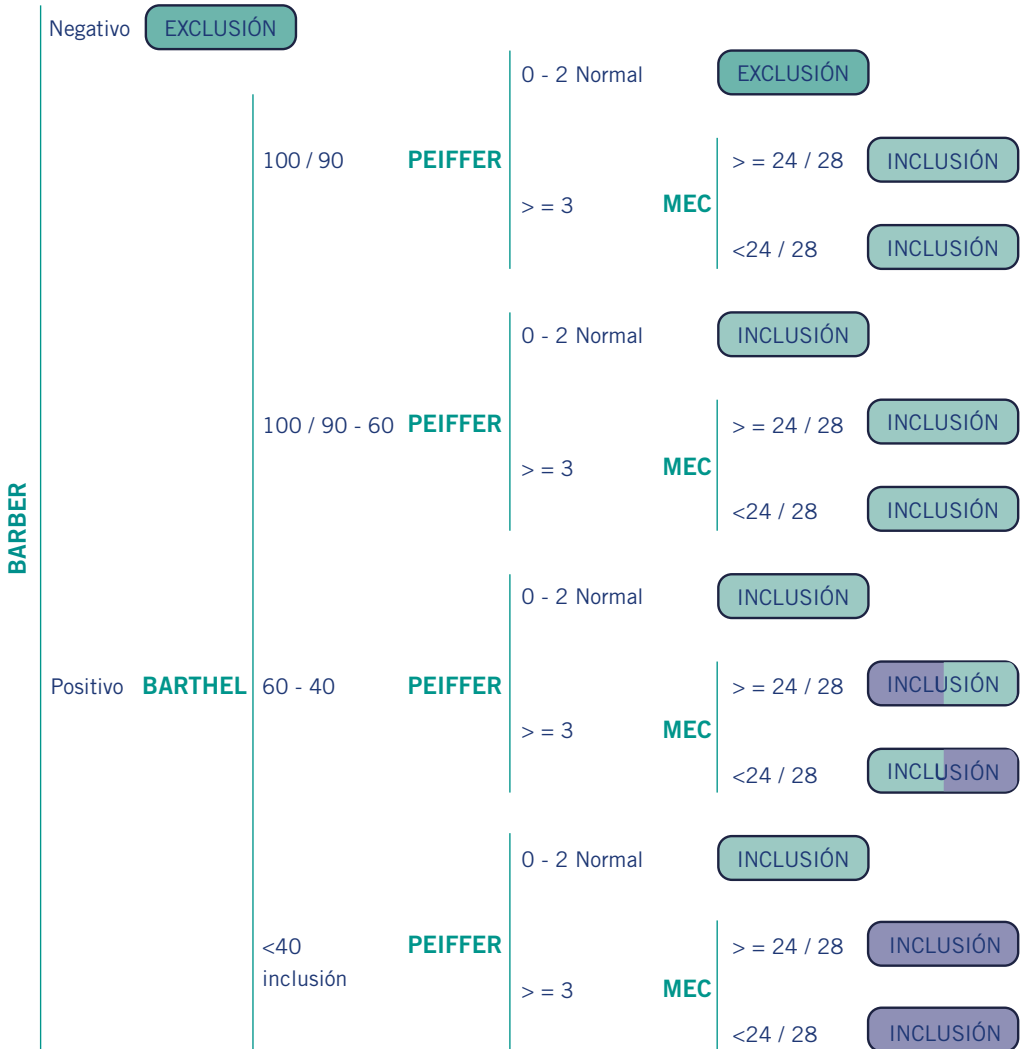 Negativo EXCLUSIÓN
0 - 2 Normal EXCLUSIÓN
100 / 90 PEIFFER > = 24 / 28 INCLUSIÓN
> = 3 MEC
<24 / 28 INCLUSIÓN
0 - 2 Normal INCLUSIÓN
100 / 90 - 60 PEIFFER > = 24 / 28 INCLUSIÓN
> = 3 MEC
<24 / 28 INCLUSIÓN
BARBER
0 - 2 Normal INCLUSIÓN
Positivo BARTHEL 60 - 40 PEIFFER > = 24 / 28 INCLUSIÓN
> = 3 MEC
<24 / 28 INCLUSIÓN
0 - 2 Normal INCLUSIÓN
<40 PEIFFER > = 24 / 28 INCLUSIÓN
inclusión
> = 3 MEC
<24 / 28 INCLUSIÓN